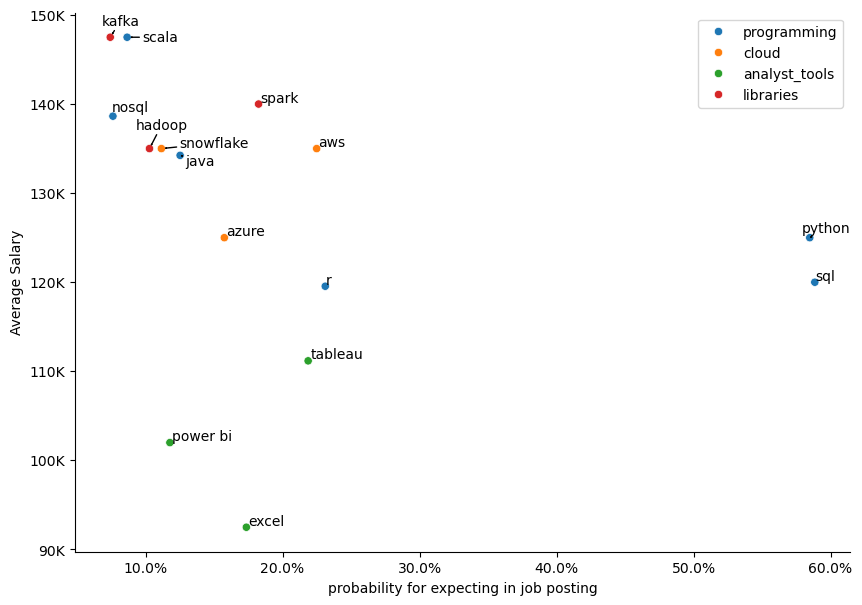 150K
kafka
scala
programming
cloud
analyst_tools
libraries
140K
spark
nosql
hadoop
snowflake
java
aws
130K
azure
python
Average Salary
120K
r
sql
110K
tableau
power bi
100K
excel
90K
10.0%
20.0%
30.0%
40.0%
50.0%
60.0%
probability for expecting in job posting